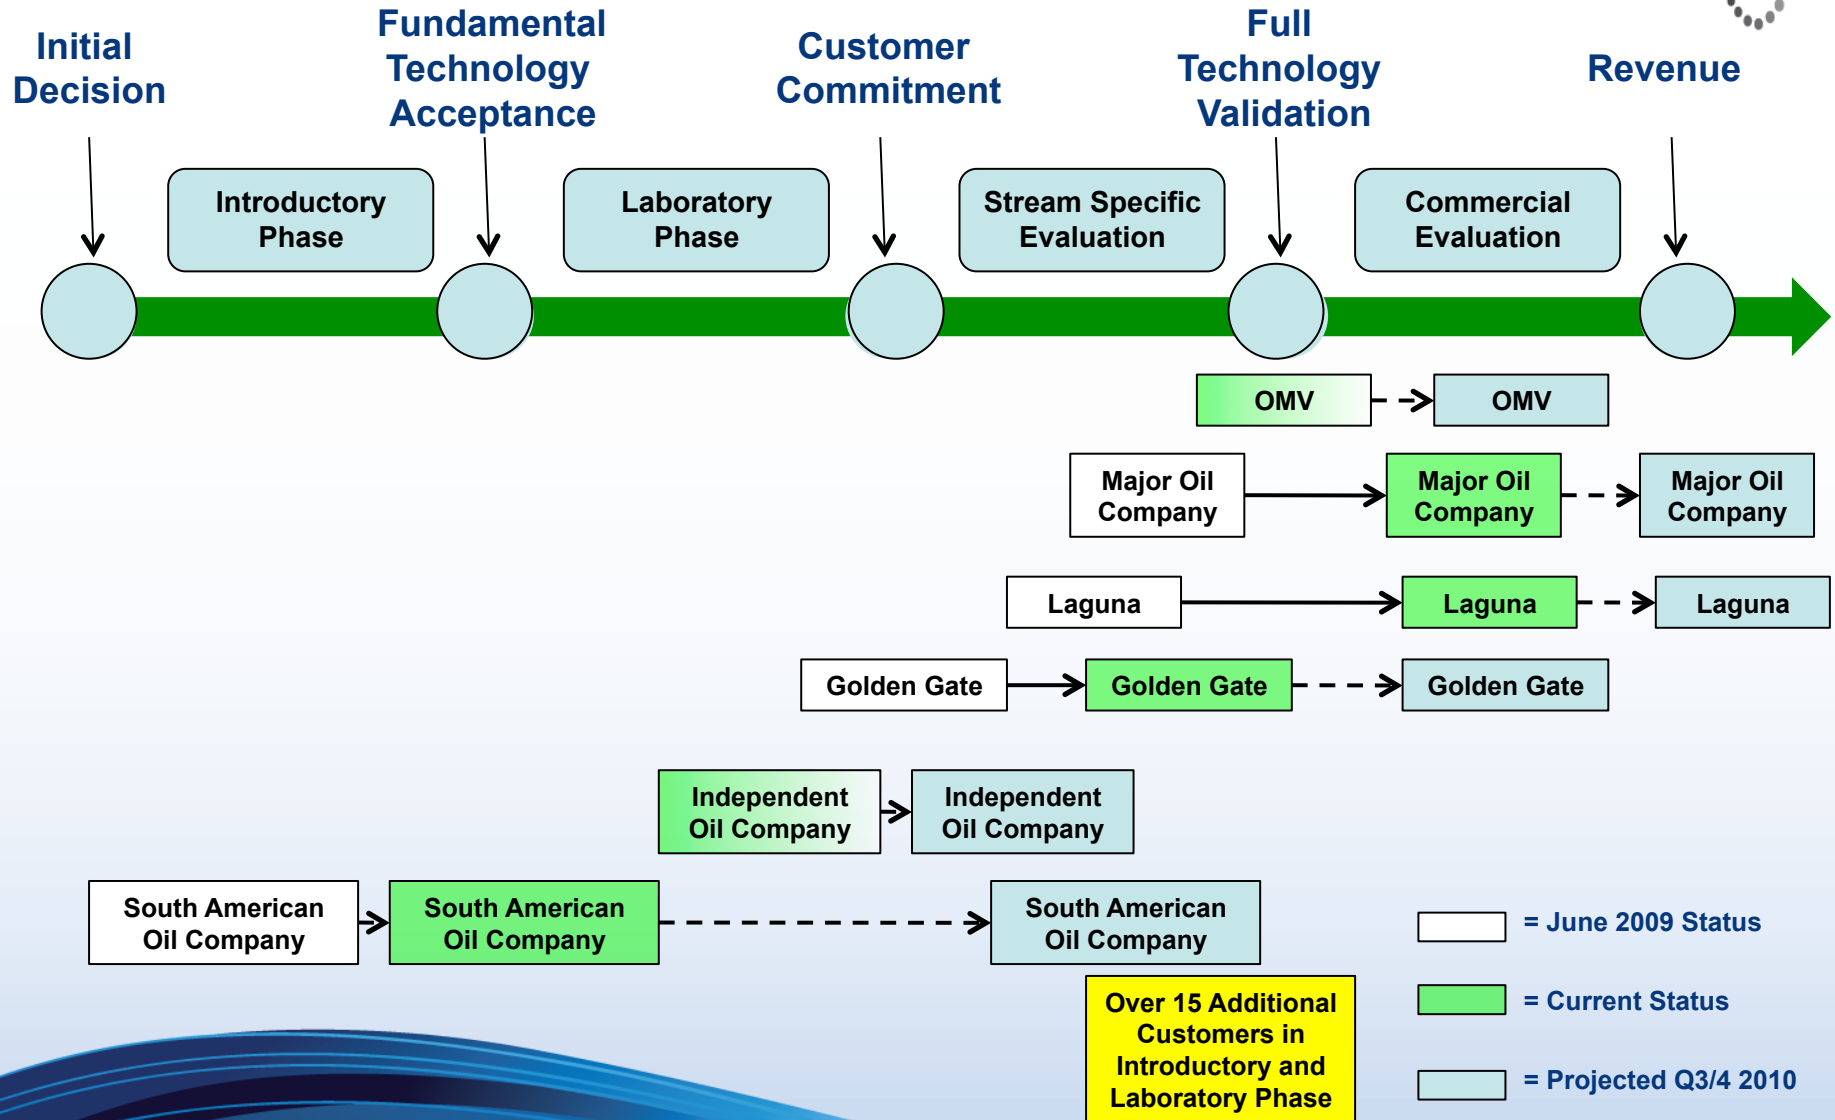 Initial
Decision
Fundamental
Technology
Acceptance
Customer
Commitment
Full
Technology
Validation
Revenue
Introductory
Phase
Laboratory
Phase
Stream Specific
Evaluation
Commercial
Evaluation
OMV
OMV
Major Oil
Company
Major Oil
Company
Major Oil
Company
Laguna
Laguna
Laguna
Golden Gate
Golden Gate
Golden Gate
Independent
Oil Company
Independent
Oil Company
South American
Oil Company
South American
Oil Company
South American
Oil Company
Over 15 Additional
Customers in
Introductory and
Laboratory Phase
= June 2009 Status
= Current Status
= Projected Q3/4 2010